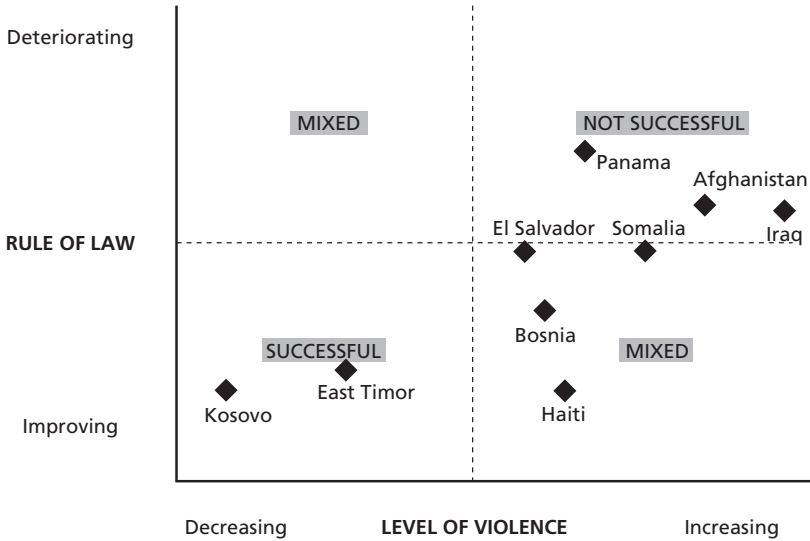 Deteriorating
MIXED
NOT SUCCESSFUL
Panama
Afghanistan
El Salvador
Somalia
Iraq
RULE OF LAW
Bosnia
SUCCESSFUL
MIXED
East Timor
Kosovo
Haiti
Improving
Decreasing
LEVEL OF VIOLENCE
Increasing